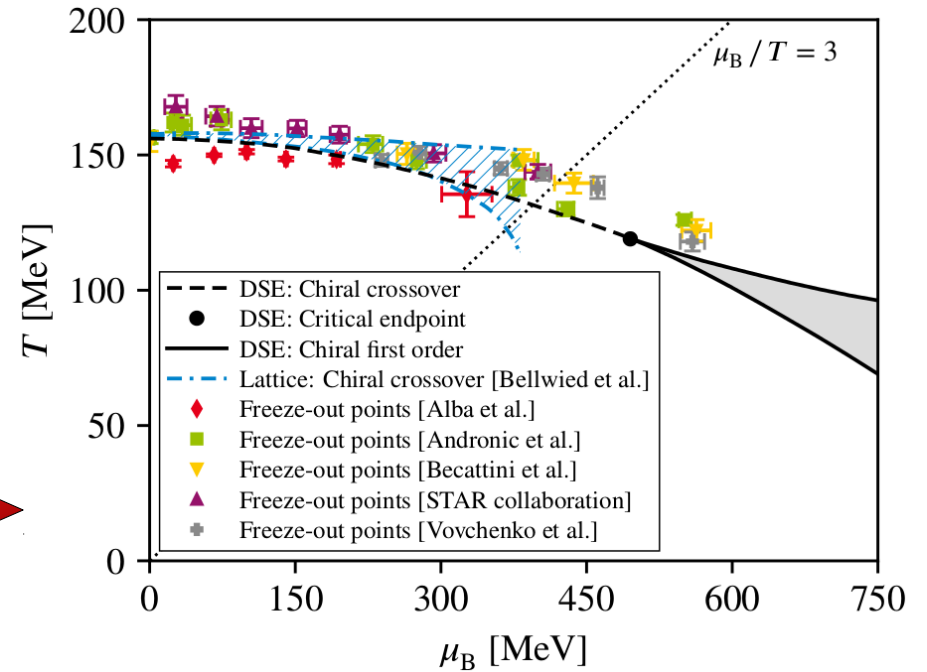 200
150
100
50
0
T [MeV]
μB / T = 3
DSE: Chiral crossover
DSE: Critical endpoint
DSE: Chiral first order
Lattice: Chiral crossover [Bellwied et al.]
Freeze-out points [Alba et al.]
Freeze-out points [Andronic et al.]
Freeze-out points [Becattini et al.]
Freeze-out points [STAR collaboration]
Freeze-out points [Vovchenko et al.]
0 150 300 450 600 750
μB [MeV]